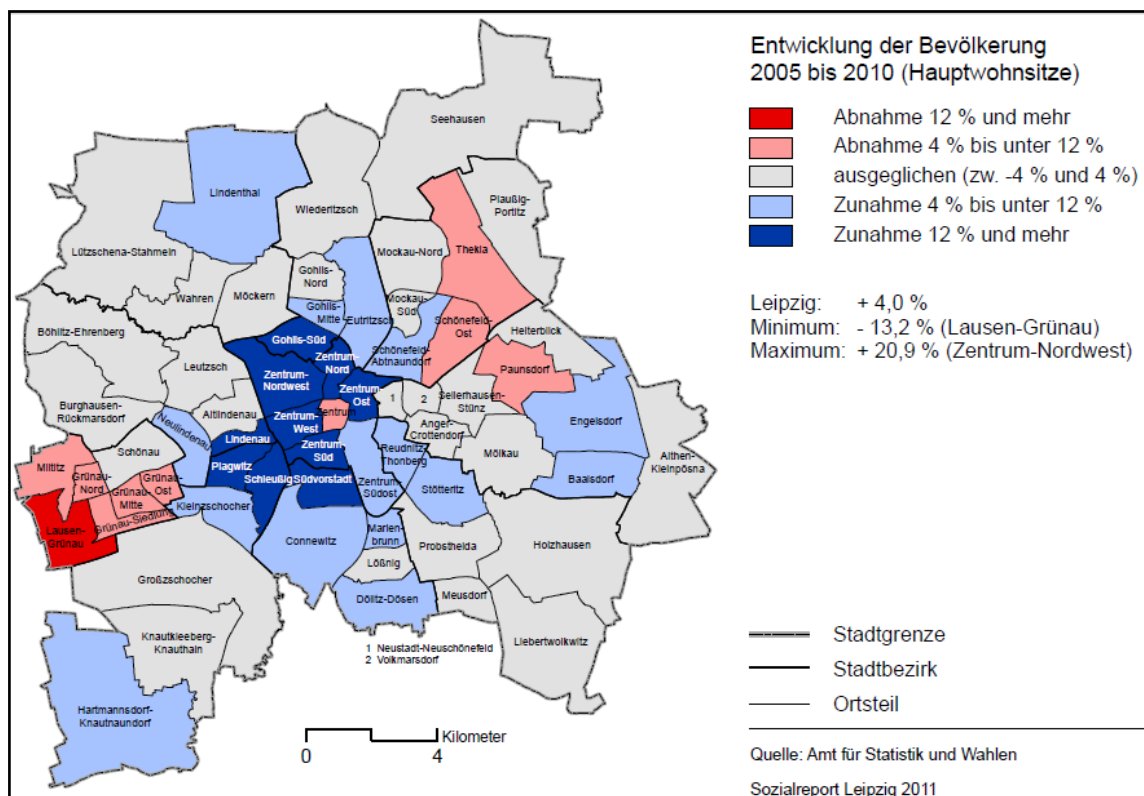 Entwicklung der Bevölkerung
2005 bis 2010 (Hauptwohnsitze)
Abnahme 12 % und mehr
Abnahme 4 % bis unter 12 %
ausgeglichen (zw. -4 % und 4 %)
Zunahme 4 % bis unter 12 %
Zunahme 12 % und mehr
Leipzig: + 4,0 %
Minimum: - 13,2 % (Lausen-Grünau)
Maximum: + 20,9 % (Zentrum-Nordwest)
Seehausen
Lindenthal
Wiederitzsch
Plaußig-
Portitz
Thekla
Lützschena-Stahmeln
Mockau-Nord
Gohlis-
Nord
Wahren
Möckern
Mockau-
Süd
Gohlis-
Mitte
Eutritzsch
Böhlitz-Ehrenberg
Schönefeld-
Ost
Heiterblick
Gohlis-Süd
Schönefeld-
Abtnaundorf
Leutzsch
Zentrum-
Nord
Paunsdorf
Zentrum-
Nordwest
Zentrum-
Ost
Sellerhausen-
Stünz
1
2
Burghausen-
Rückmarsdorf
Altlindenau
Zentrum
Engelsdorf
Neulindenau
Zentrum-
West
Anger-
Crottendorf
Lindenau
Schönau
Zentrum-
Süd
Reudnitz-
Thonberg
Mölkau
Althen-
Kleinpösna
Miltitz
Plagwitz
Grünau-
Nord
Grünau-
Ost
Schleußig
Südvorstadt
Zentrum-
Südost
Baalsdorf
Grünau-
Mitte
Stötteritz
Kleinzschocher
Grünau-Siedlung
Lausen-
Grünau
Marien-
brunn
Connewitz
Probstheida
Holzhausen
Lößnig
Großzschocher
Dölitz-Dösen
Meusdorf
Knautkleeberg-
Knauthain
Liebertwolkwitz
1 Neustadt-Neuschönefeld
2 Volkmarsdorf
Hartmannsdorf-
Knautnaundorf
Kilometer
0 4
Stadtgrenze
Stadtbezirk
Ortsteil
Quelle: Amt für Statistik und Wahlen
Sozialreport Leipzig 2011